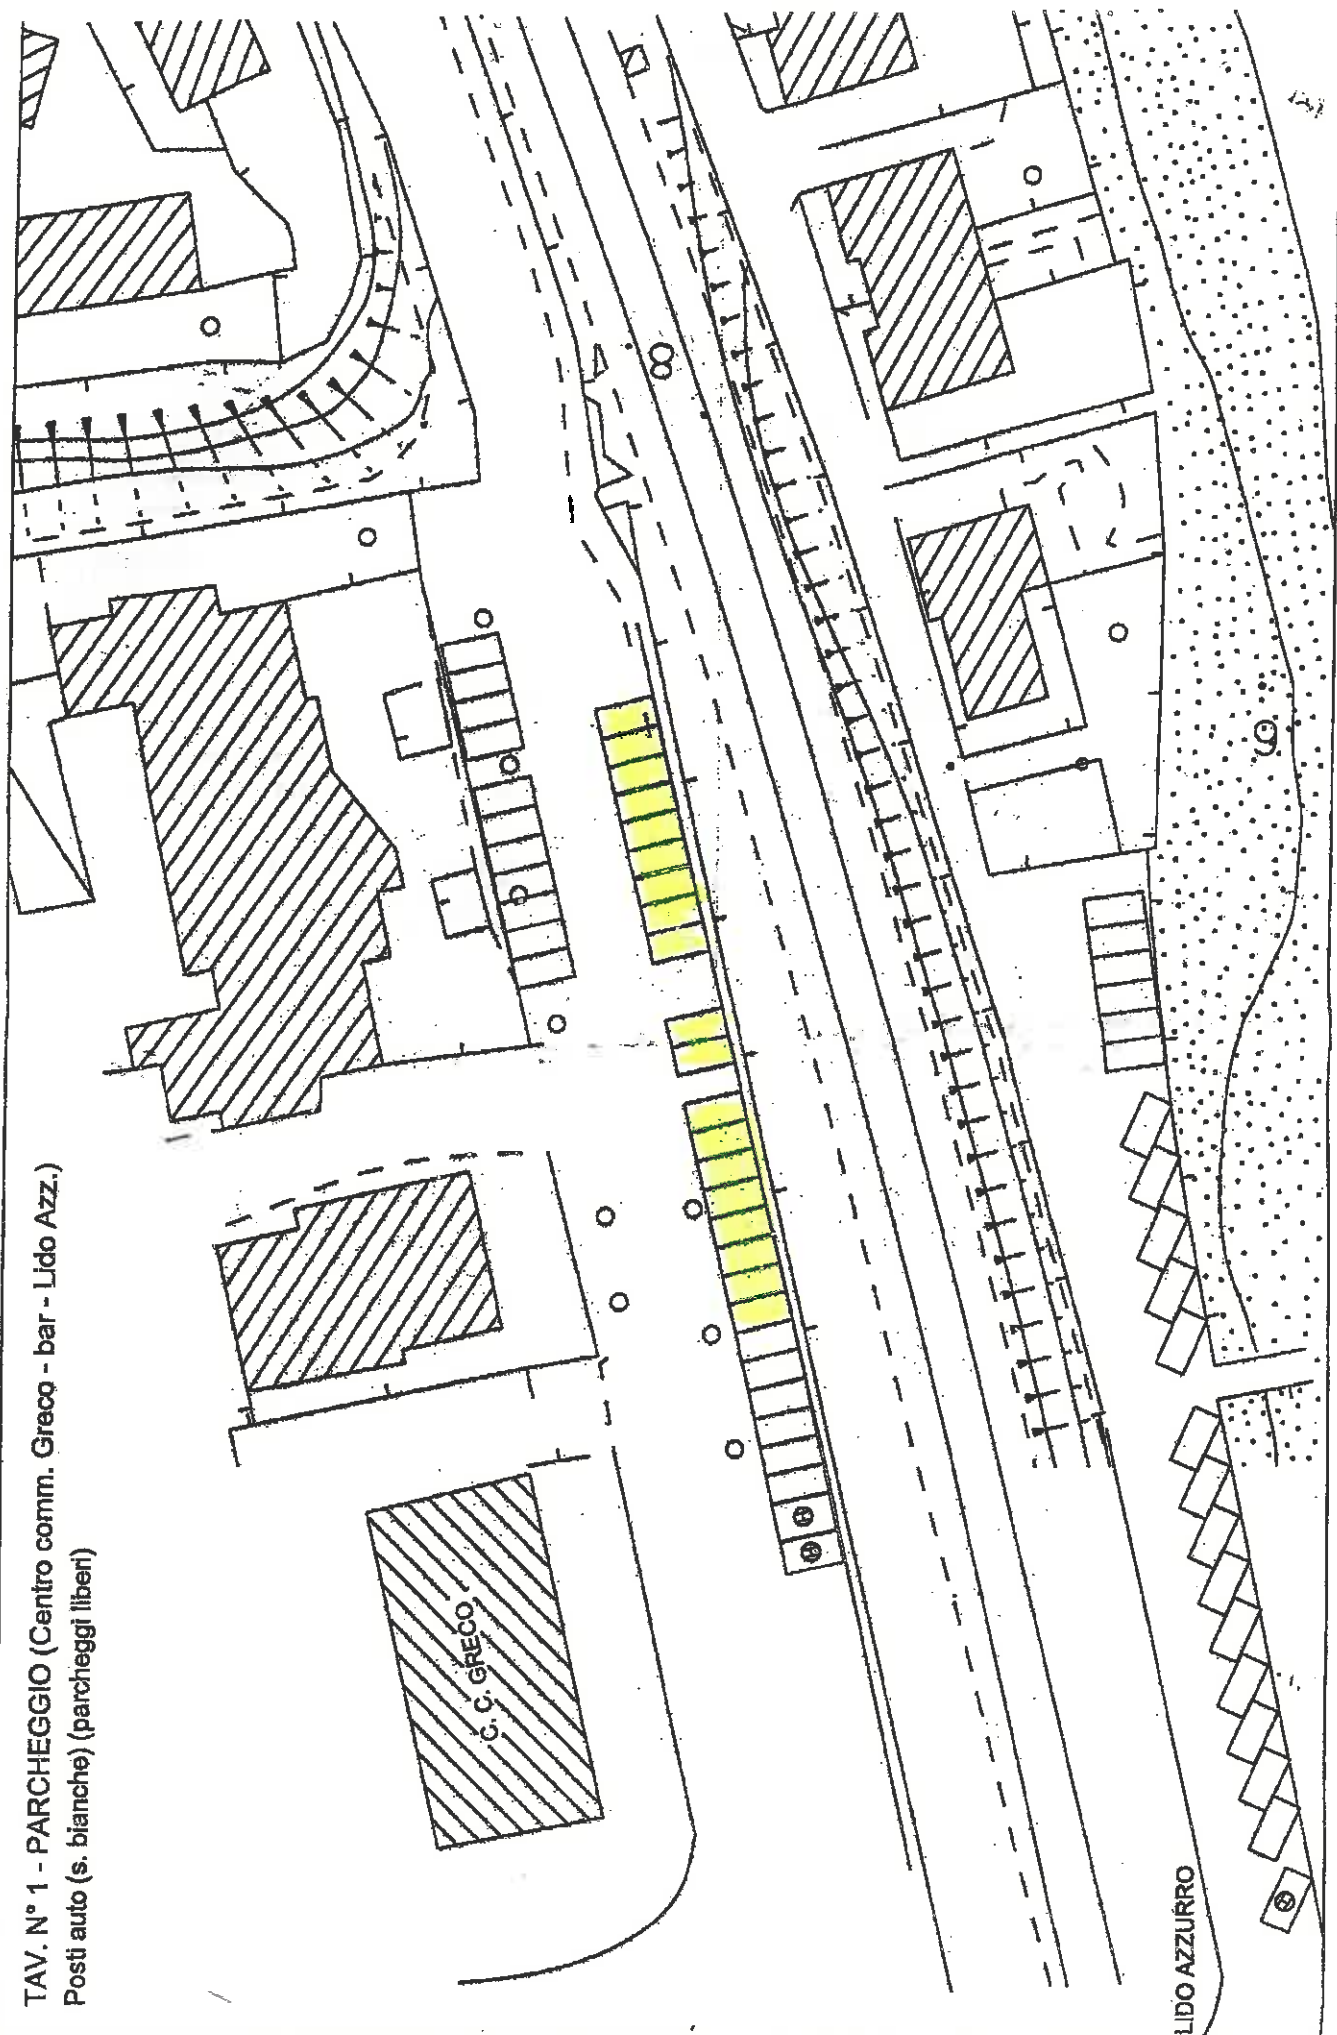 TAV. N° 1 - PARCHEGGIO (Centro comm. Greco - bar - Lido Azz.)
Posti auto (s. bianche) (parcheggi liberi)
C. C. GRECO
LIDO AZZURRO